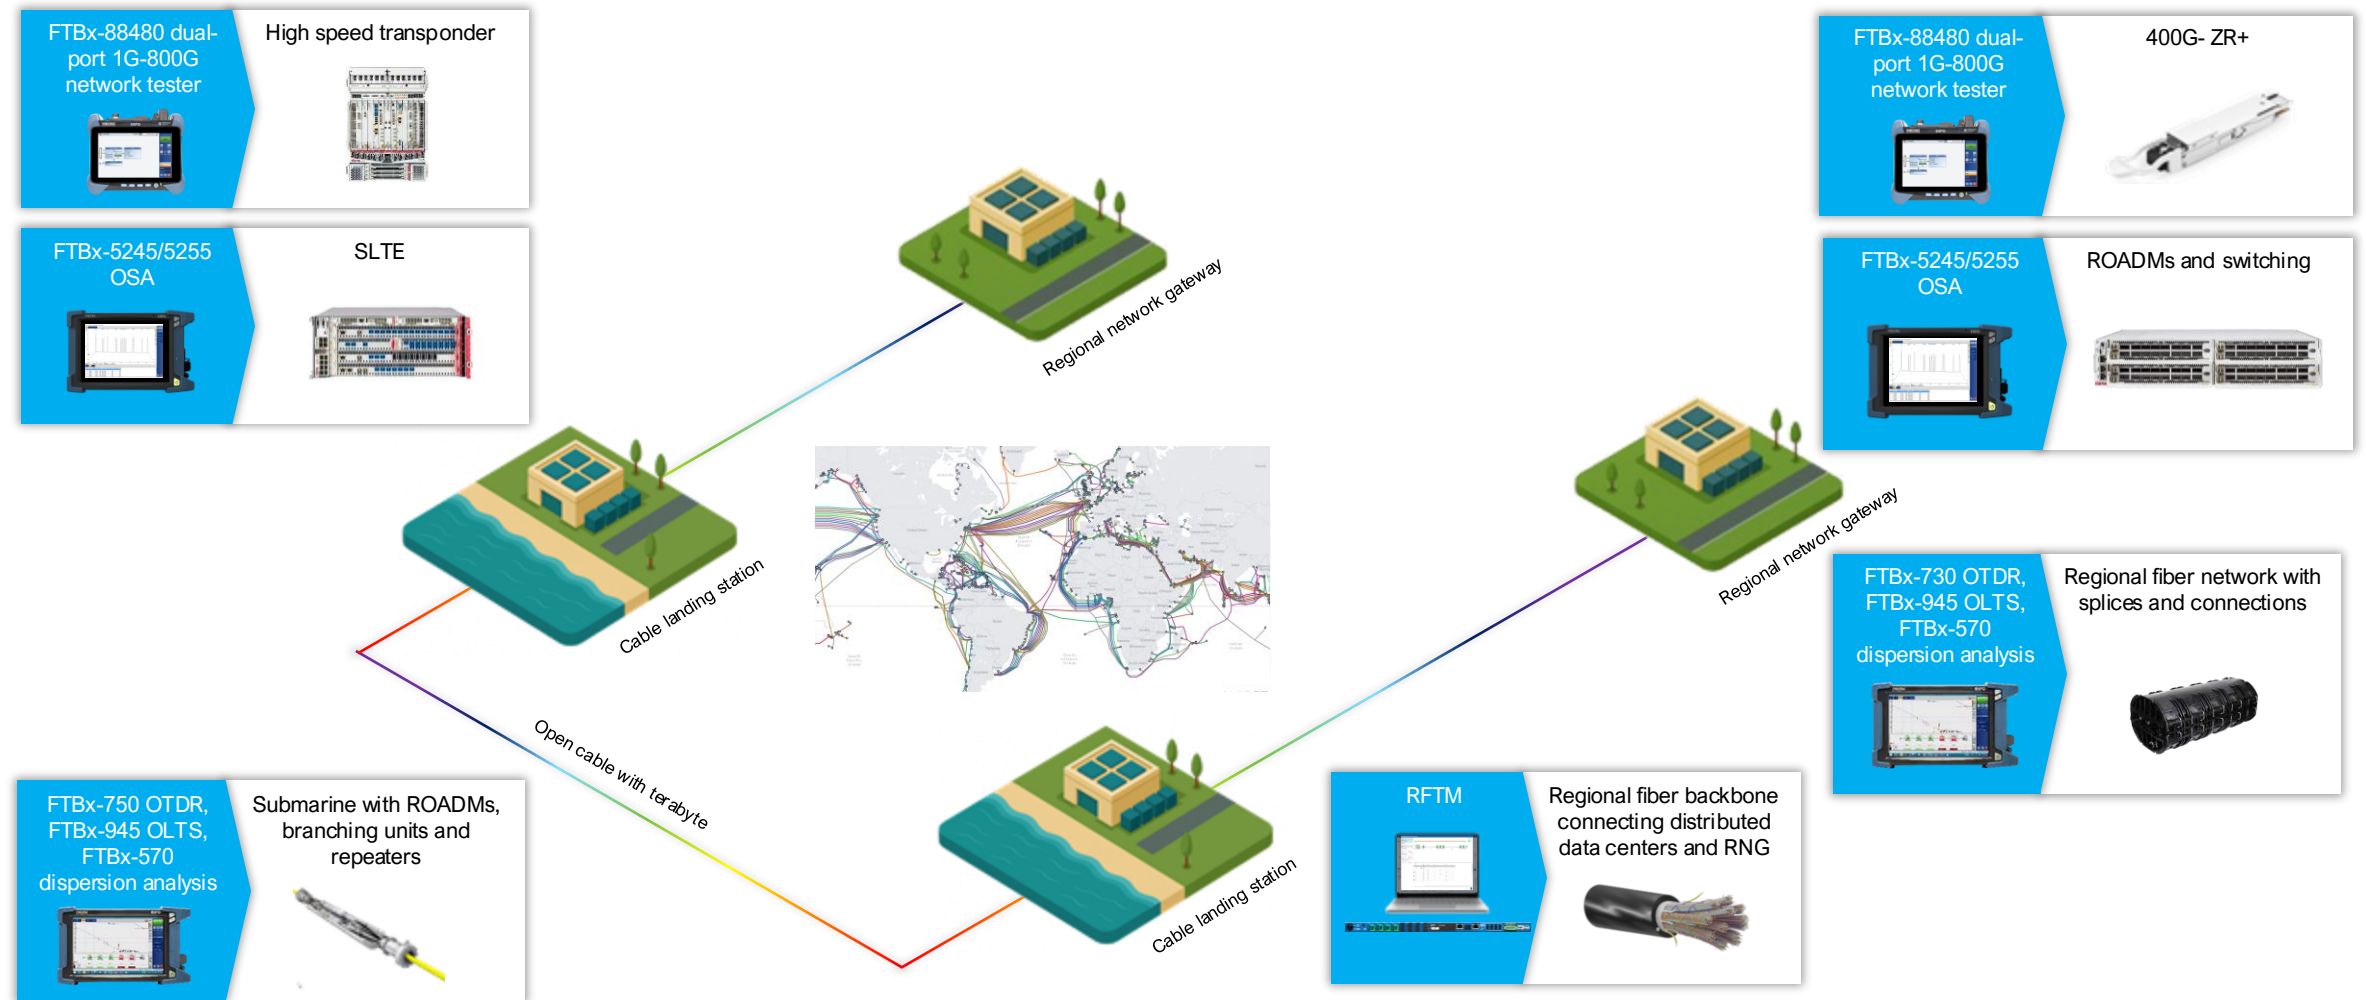 FTBx-88480 dual-
port 1G-800G
network tester
High speed transponder
FTBx-5245/5255
OSA
SLTE
FTBx-88480 dual-
port 1G-800G
network tester
400G- ZR+
FTBx-5245/5255
OSA
ROADMs and switching
Regional network gateway
Regional network gateway
Cable landing station
Open cable with terabyte
Cable landing station
FTBx-730 OTDR,
FTBx-945 OLTS,
FTBx-570
dispersion analysis
Regional fiber network with
splices and connections
FTBx-750 OTDR,
FTBx-945 OLTS,
FTBx-570
dispersion analysis
Submarine with ROADMs,
branching units and
repeaters
RFTM
Regional fiber backbone
connecting distributed
data centers and RNG